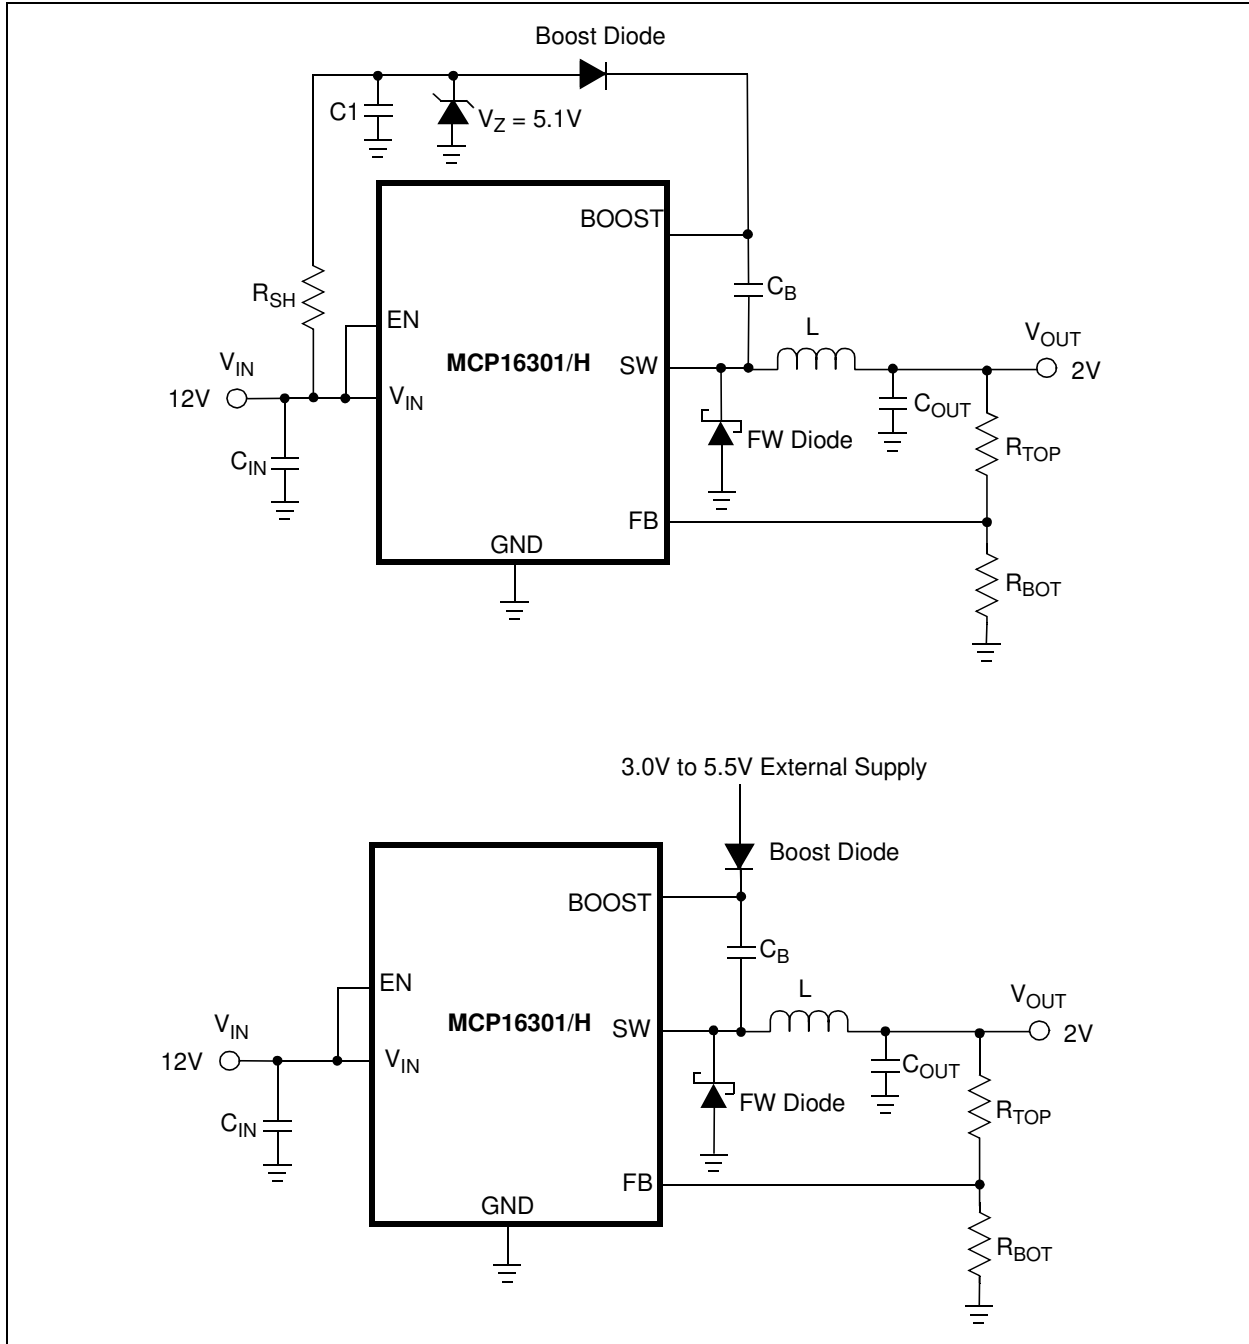 Boost Diode
C1
V_Z = 5.1V
BOOST
R_SH
C_B
EN
L
V_OUT
V_IN
MCP16301/H
SW
2V
12V
V_IN
C_OUT
FW Diode
R_TOP
C_IN
FB
GND
R_BOT
3.0V to 5.5V External Supply
Boost Diode
BOOST
C_B
EN
L
V_OUT
V_IN
MCP16301/H
SW
2V
12V
V_IN
C_OUT
FW Diode
R_TOP
C_IN
FB
GND
R_BOT